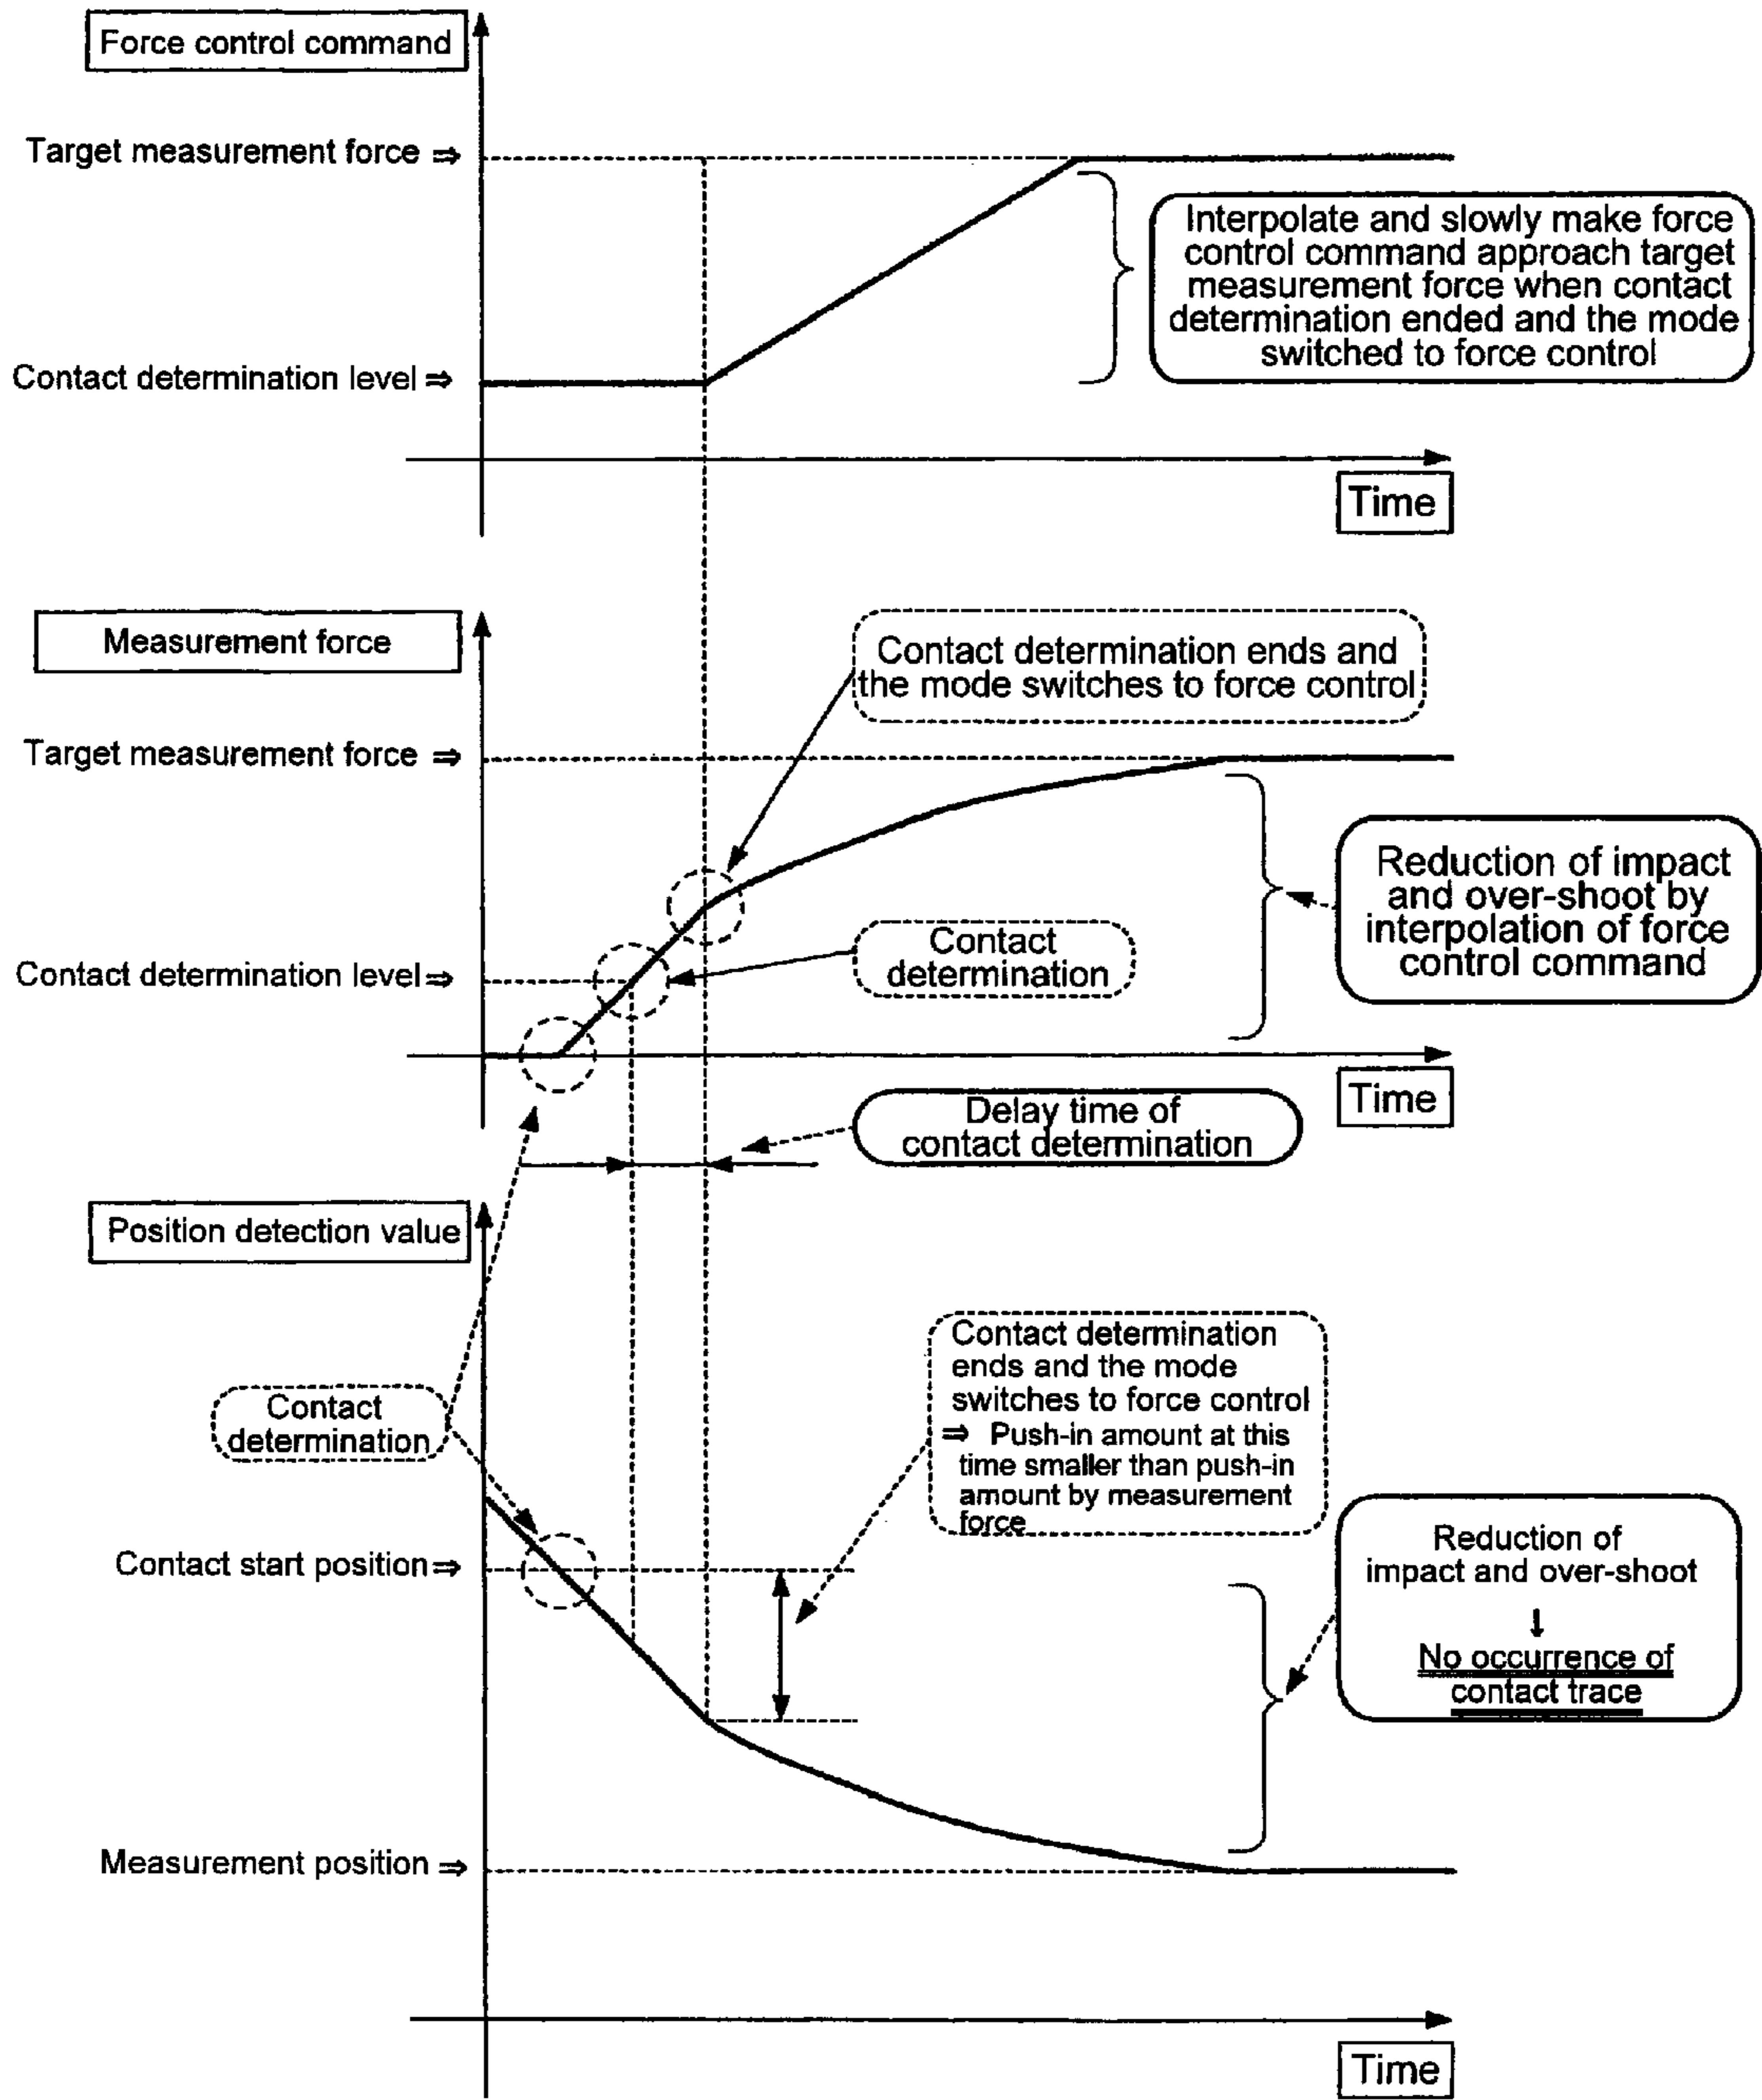 Force control command
Target measurement force ⇒
Interpolate and slowly make force
control command approach target
measurement force when contact
determination ended and the mode
switched to force control
Contact determination level ⇒
Time
Measurement force
Contact determination ends and
the mode switches to force control
Target measurement force ⇒
Reduction of impact
and over-shoot by
interpolation of force
control command
Contact
determination
Contact determination level ⇒
Time
Delay time of
contact determination
Position detection value
Contact determination
ends and the mode
switches to force control
⇒ Push-in amount at this
time smaller than push-in
amount by measurement
force
Contact
determination
Contact start position ⇒
Reduction of
impact and over-shoot
↓
No occurrence of
contact trace
Measurement position ⇒
Time